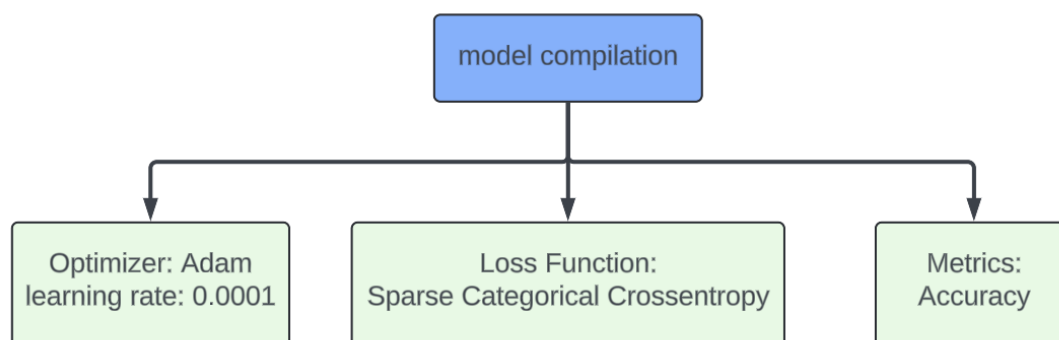 model compilation
Optimizer: Adam
learning rate: 0.0001
Loss Function:
Sparse Categorical Crossentropy
Metrics:
Accuracy